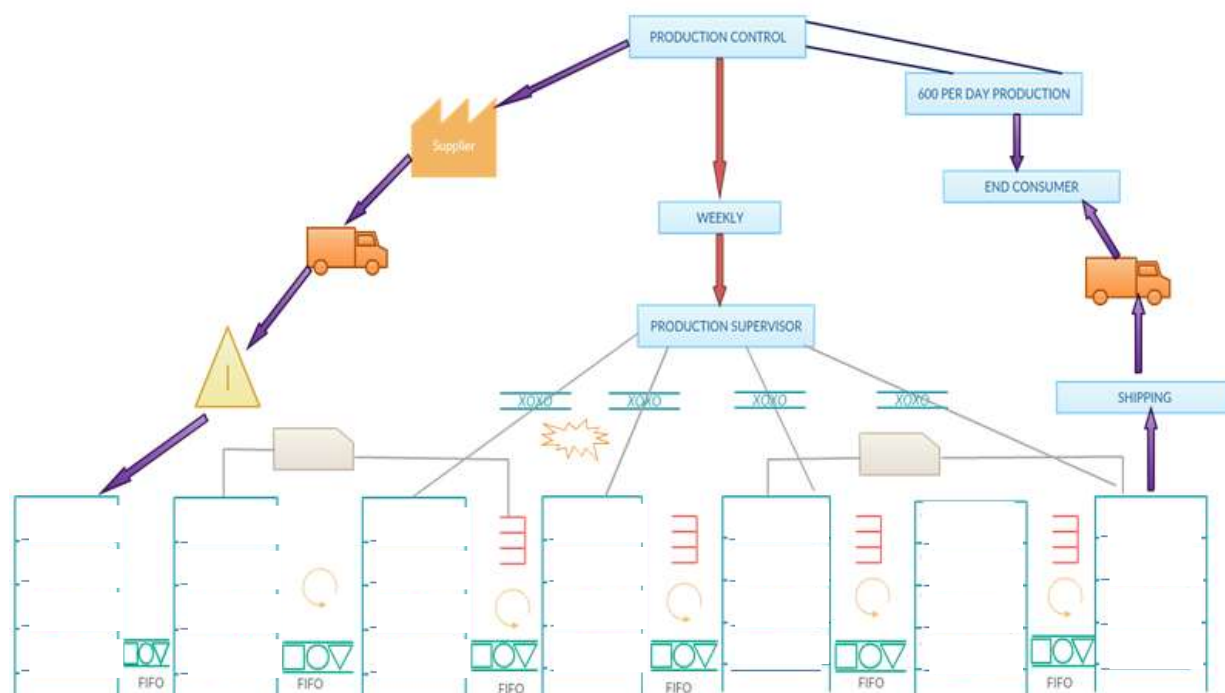 PRODUCTION CONTROL
600 PER DAY PRODUCTION
Supplier
END CONSUMER
WEEKLY
PRODUCTION SUPERVISOR
I
XOXO XOXO XOXO XOXO
SHIPPING
FIFO FIFO FIFO FIFO FIFO FIFO